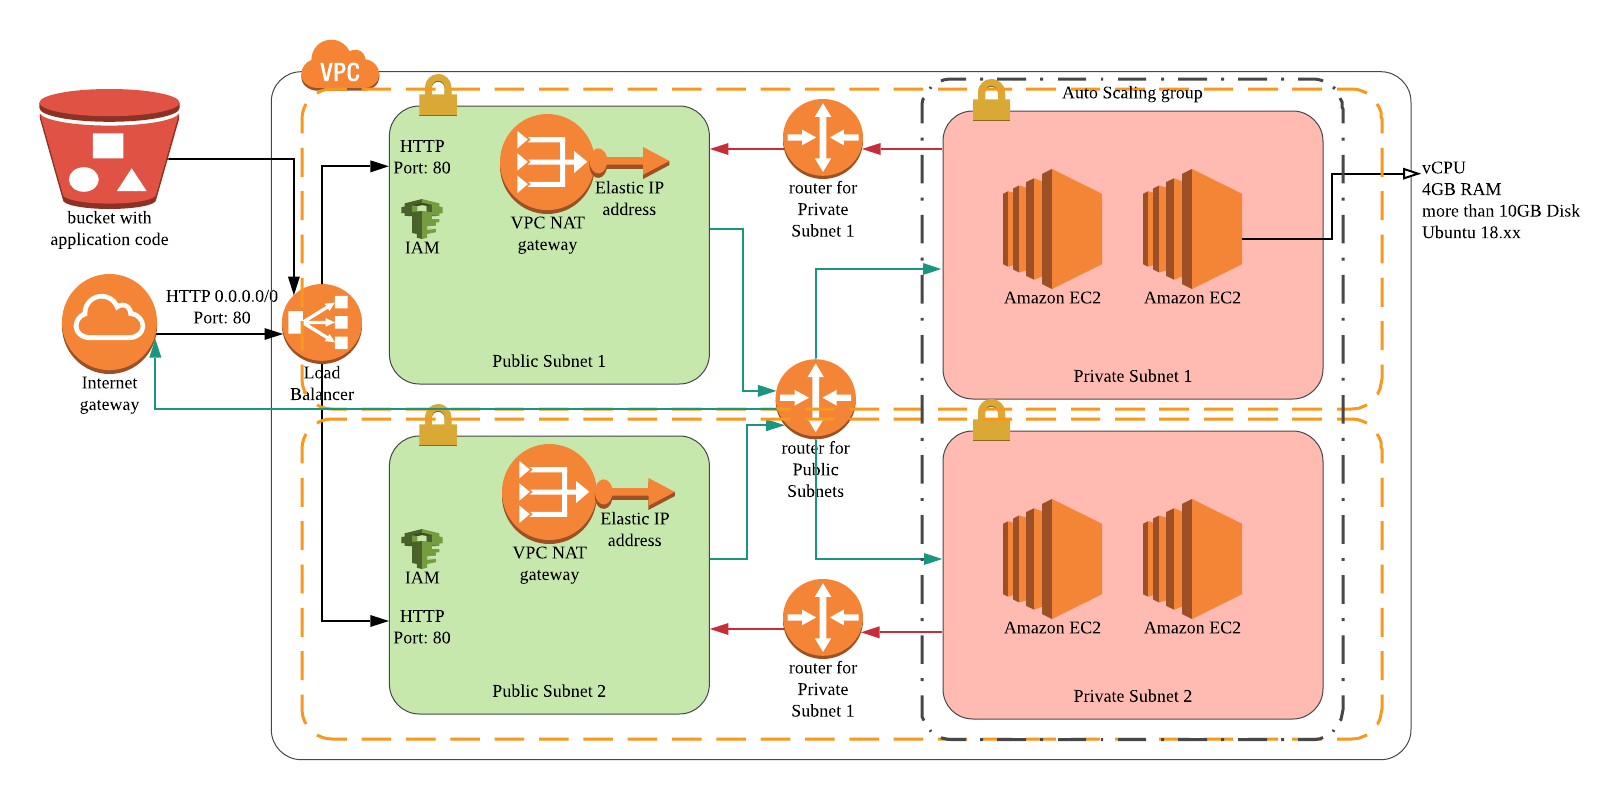 VPC
Auto Scaling group
HTTP
Port: 80
Elastic IP
address
VPC NAT
gateway
IAM
Public Subnet 1
router for
Private
Subnet 1
Amazon EC2
Amazon EC2
Private Subnet 1
vCPU
4GB RAM
more than 10GB Disk
Ubuntu 18.xx
bucket with
application code
HTTP 0.0.0.0/0
Port: 80
Internet
gateway
Load
Balancer
router for
Public
Subnets
Elastic IP
address
VPC NAT
gateway
IAM
HTTP
Port: 80
Public Subnet 2
router for
Private
Subnet 1
Amazon EC2
Amazon EC2
Private Subnet 2